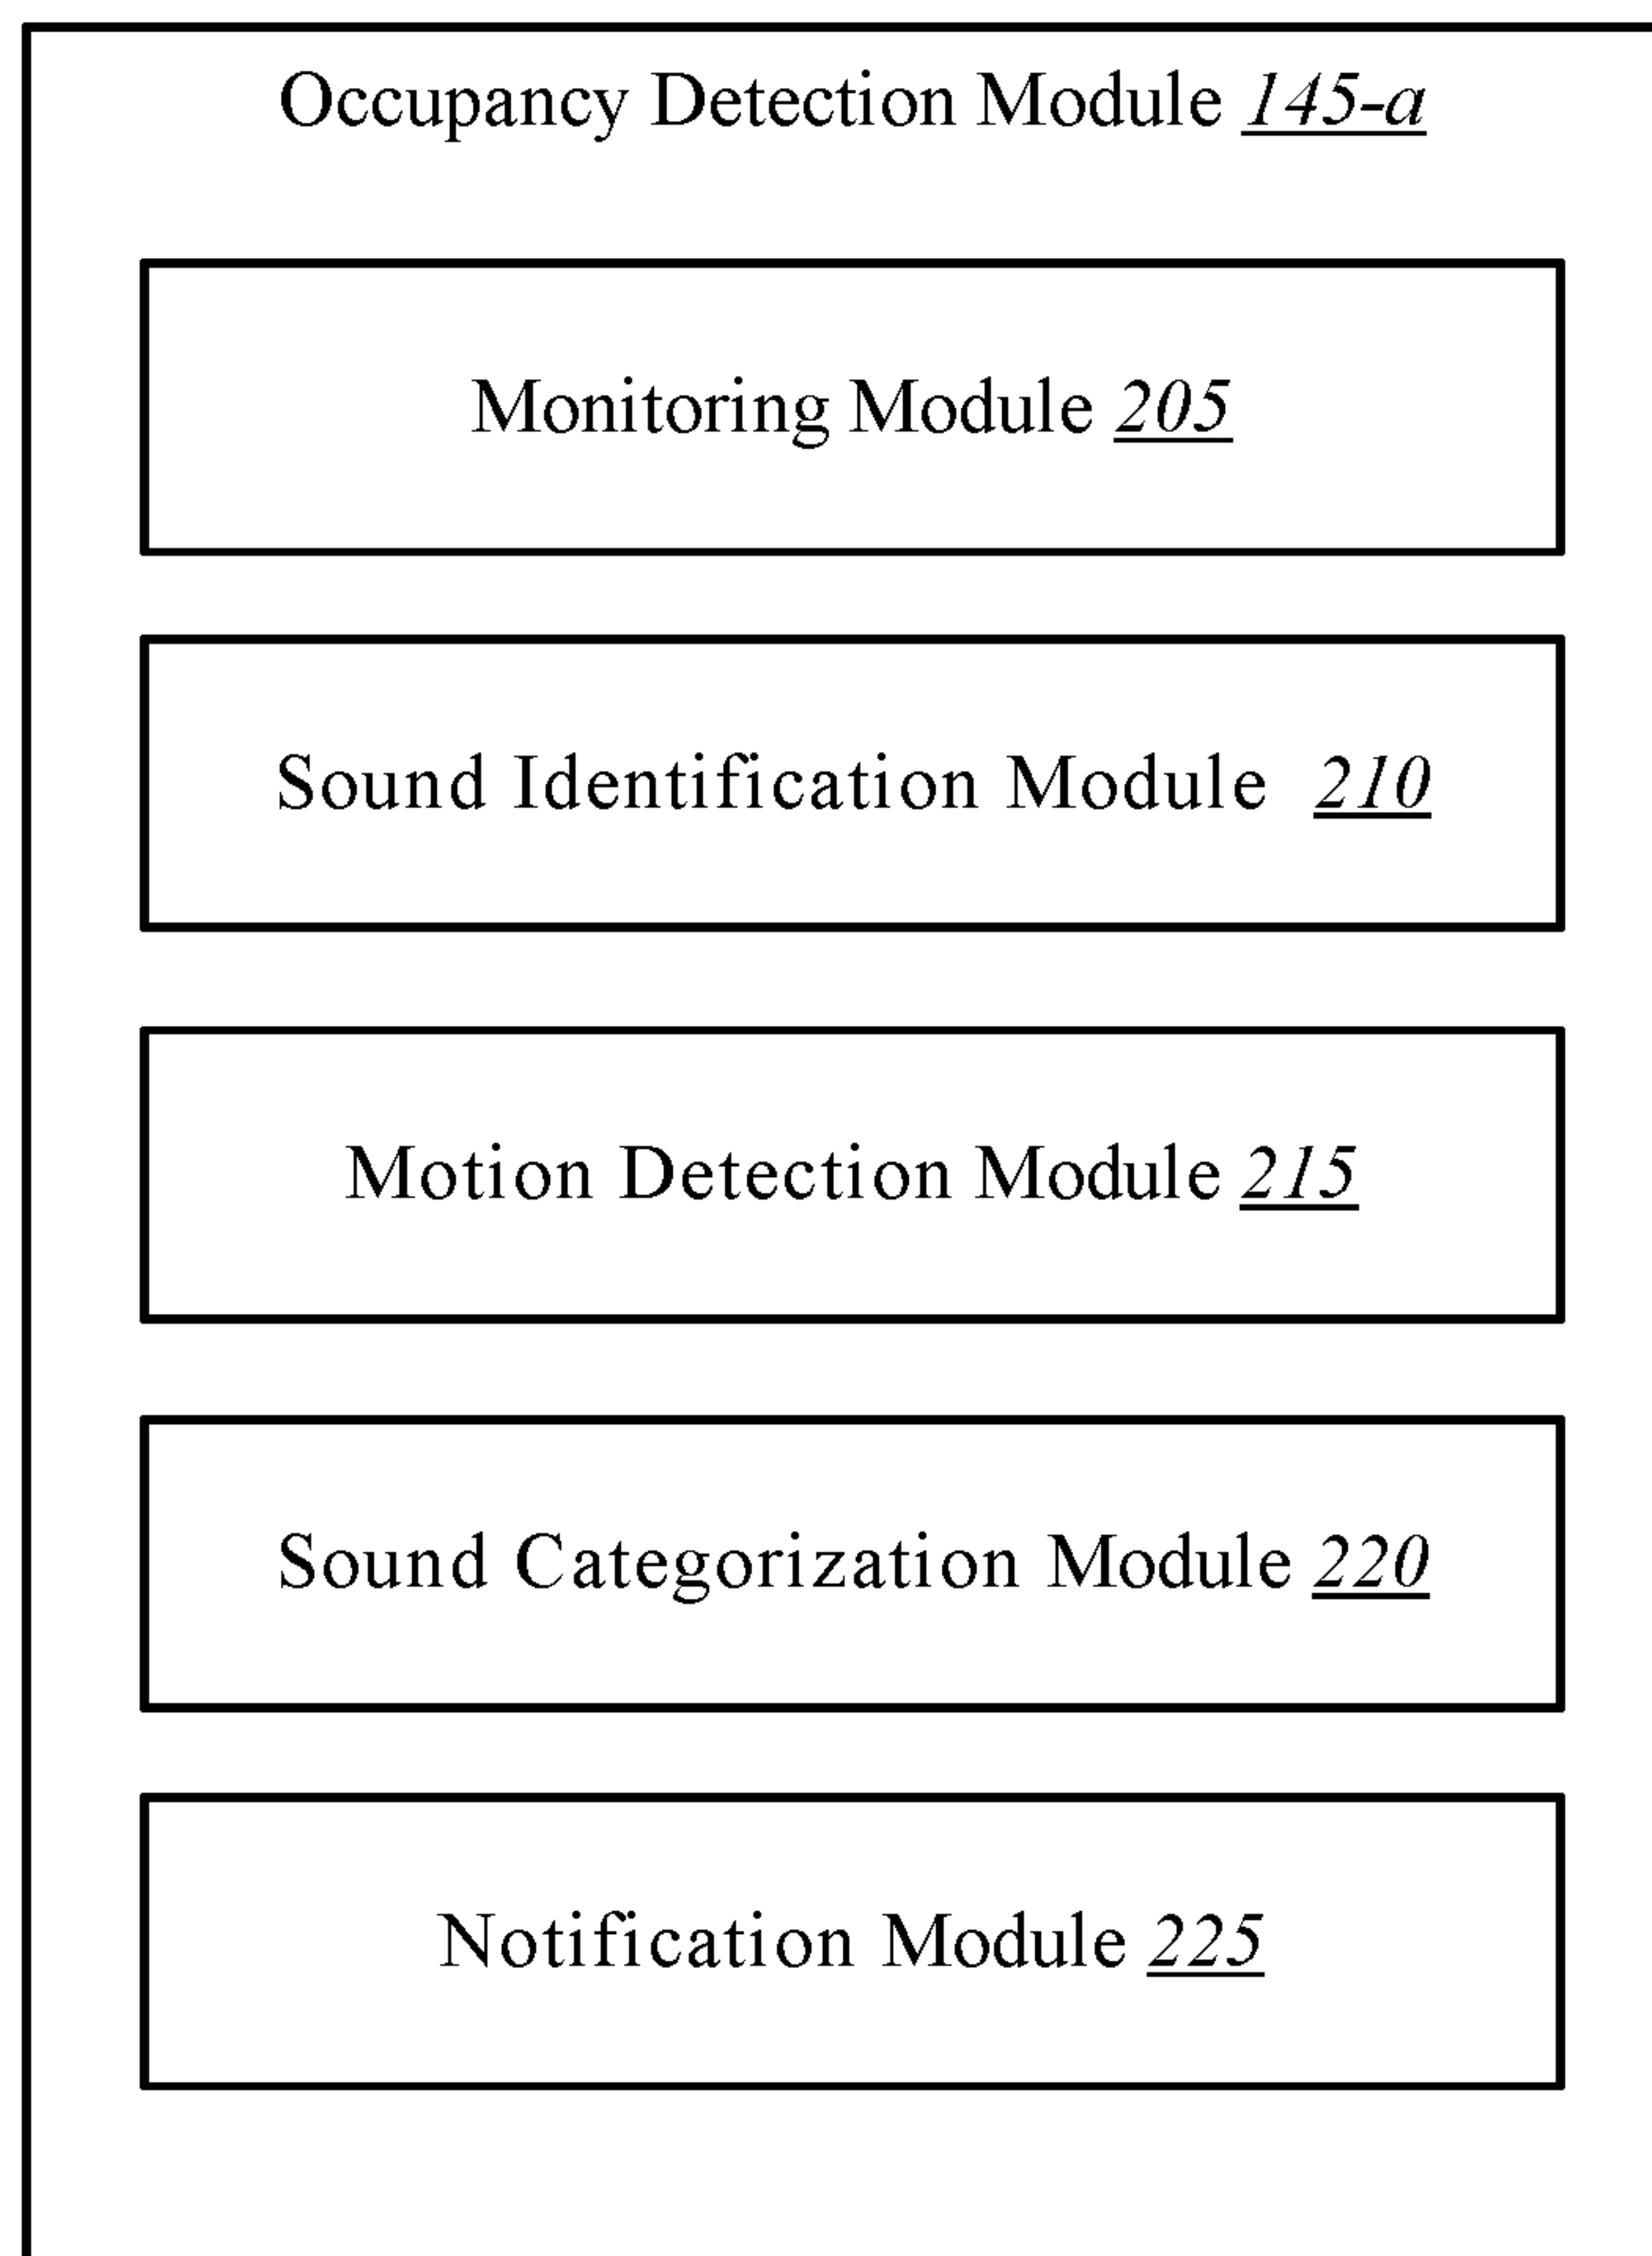 Occupancy Detection Module 145-a
Monitoring Module 205
Sound Identification Module 210
Motion Detection Module 215
Sound Categorization Module 220
Notification Module 225